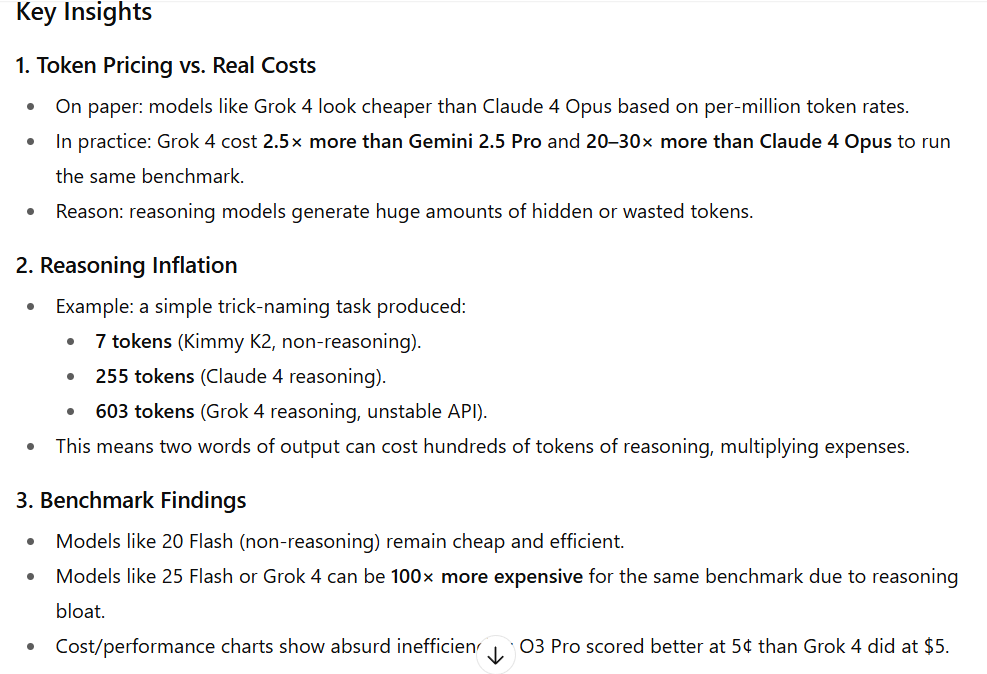 Key Insights
1. Token Pricing vs. Real Costs
On paper: models like Grok 4 look cheaper than Claude 4 Opus based on per-million token rates.
In practice: Grok 4 cost 2.5× more than Gemini 2.5 Pro and 20–30× more than Claude 4 Opus to run
the same benchmark.
Reason: reasoning models generate huge amounts of hidden or wasted tokens.
2. Reasoning Inflation
Example: a simple trick-naming task produced:
7 tokens (Kimmy K2, non-reasoning).
255 tokens (Claude 4 reasoning).
603 tokens (Grok 4 reasoning, unstable API).
This means two words of output can cost hundreds of tokens of reasoning, multiplying expenses.
3. Benchmark Findings
Models like 20 Flash (non-reasoning) remain cheap and efficient.
Models like 25 Flash or Grok 4 can be 100× more expensive for the same benchmark due to reasoning
bloat.
Cost/performance charts show absurd O3 Pro scored better at 5¢ than Grok 4 did at $5.